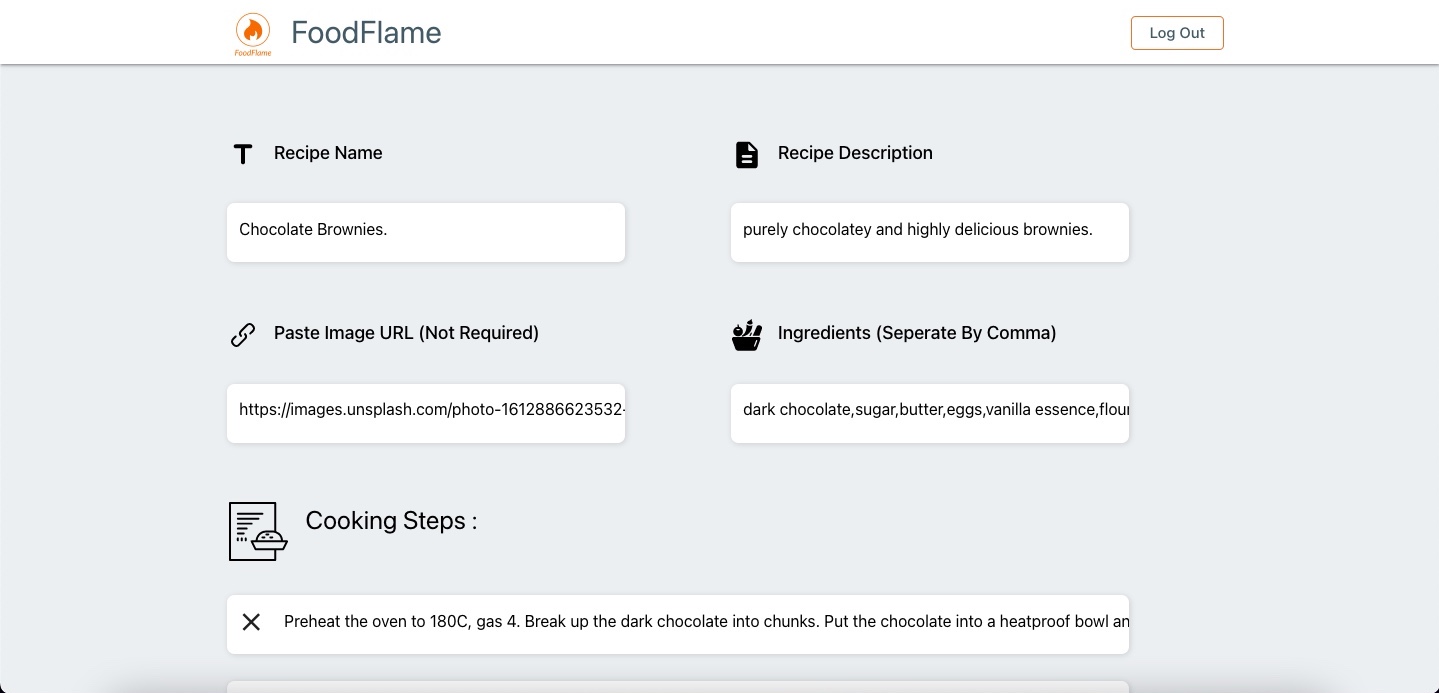 FoodFlame
FoodFlame
Log Out
Recipe Name
Recipe Description
Chocolate Brownies.
purely chocolatey and highly delicious brownies.
Paste Image URL (Not Required)
Ingredients (Seperate By Comma)
https://images.unsplash.com/photo-1612886623532-
dark chocolate,sugar,butter,eggs,vanilla essence,flour
Cooking Steps :
Preheat the oven to 180C, gas 4. Break up the dark chocolate into chunks. Put the chocolate into a heatproof bowl an